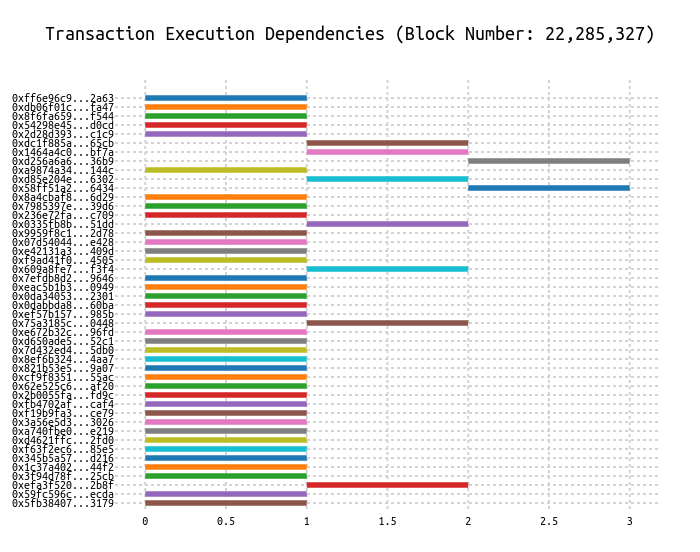 Transaction Execution Dependencies (Block Number: 22,285,327)
0xff6e96c9...2a63
0xdb06f01c...fa47
0x8f6fa659...f544
0x54298e45...d0cd
0x2d28d393...c1c9
0xdc1f885a...65cb
0x1464a4c0...bf7a
0xd256a6a6...36b9
0xa9874a34...144c
0xd85e204e...6302
0x58ff51a2...6434
0x8a4cbaf8...6d29
0x7985397e...39d6
0x236e72fa...c709
0x0335fb8b...51dd
0x9959f8c1...2d78
0x07d54044...e428
0xe42131a3...409d
0xf9ad41f0...4505
0x609a8fe7...f3f4
0x7efdb8d2...9646
0xeac5b1b3...0949
0x0da34053...2301
0x0dabbda8...60ba
0xef57b157...985b
0x75a3185c...0448
0xe672b32c...96fd
0xd650ade5...52c1
0x7d432ed4...5db0
0x8ef6b324...4aa7
0x821b53e5...9a07
0xcf9f8351...55ac
0x62e525c6...af20
0x2b0055fa...fd9c
0xfb4702af...caf4
0xf19b9fa3...ce79
0x3a56e5d3...3026
0xa740fbe0...e219
0xd4621ffc...2fd0
0xf63f2ec6...85e5
0x345b5a57...d216
0x1c37a402...44f2
0x3f94d78f...25cb
0xefa3f520...2b8f
0x59fc596c...ecda
0x5fb38407...3179
0 0.5 1 1.5 2 2.5 3